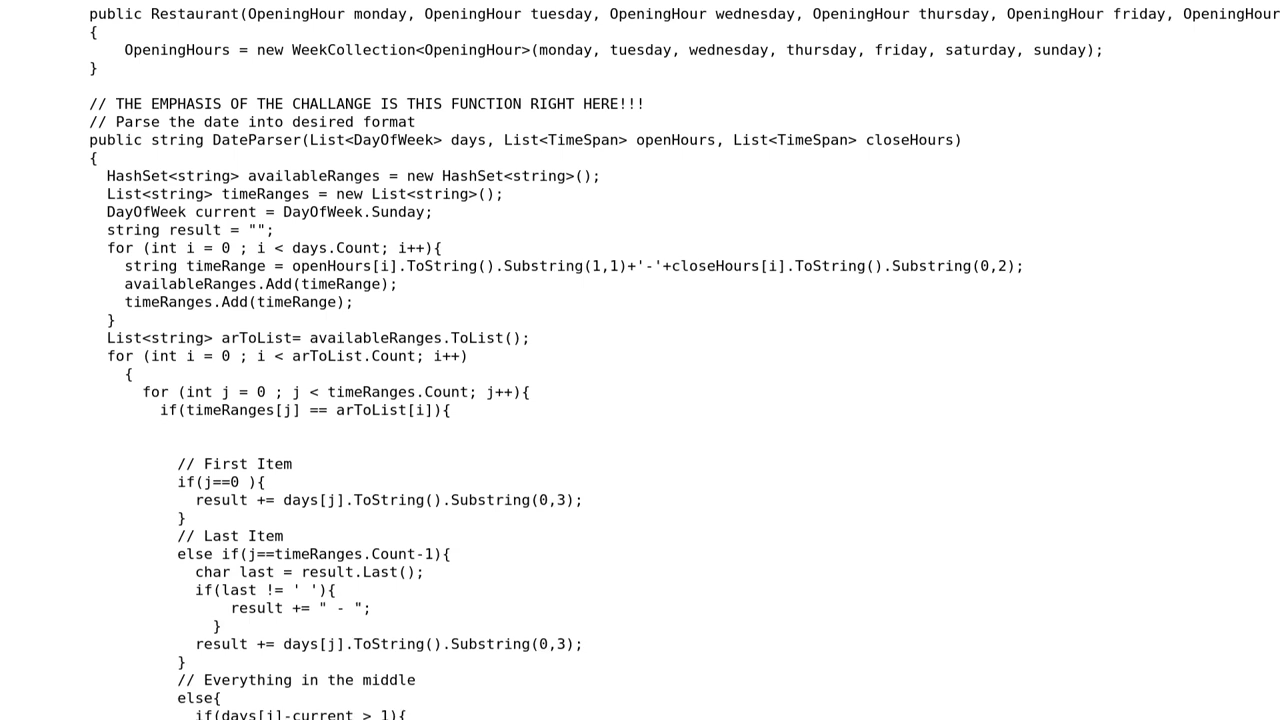 public Restaurant(OpeningHour monday, OpeningHour tuesday, OpeningHour wednesday, OpeningHour thursday, OpeningHour friday, OpeningHour
{
OpeningHours = new WeekCollection<OpeningHour>(monday, tuesday, wednesday, thursday, friday, saturday, sunday);
}
// THE EMPHASIS OF THE CHALLANGE IS THIS FUNCTION RIGHT HERE!!!
// Parse the date into desired format
public string DateParser(List<DayOfWeek> days, List<TimeSpan> openHours, List<TimeSpan> closeHours)
{
HashSet<string> availableRanges = new HashSet<string>();
List<string> timeRanges = new List<string>();
DayOfWeek current = DayOfWeek.Sunday;
string result = "";
for (int i = 0 ; i < days.Count; i++){
string timeRange = openHours[i].ToString().Substring(1,1)+'-'+closeHours[i].ToString().Substring(0,2);
availableRanges.Add(timeRange);
timeRanges.Add(timeRange);
}
List<string> arToList= availableRanges.ToList();
for (int i = 0 ; i < arToList.Count; i++)
{
for (int j = 0 ; j < timeRanges.Count; j++){
if(timeRanges[j] == arToList[i]){
// First Item
if(j==0 ){
result += days[j].ToString().Substring(0,3);
}
// Last Item
else if(j==timeRanges.Count-1){
char last = result.Last();
if(last != ' '){
result += " - ";
}
result += days[j].ToString().Substring(0,3);
}
// Everything in the middle
else{
if(days[j]-current > 1){